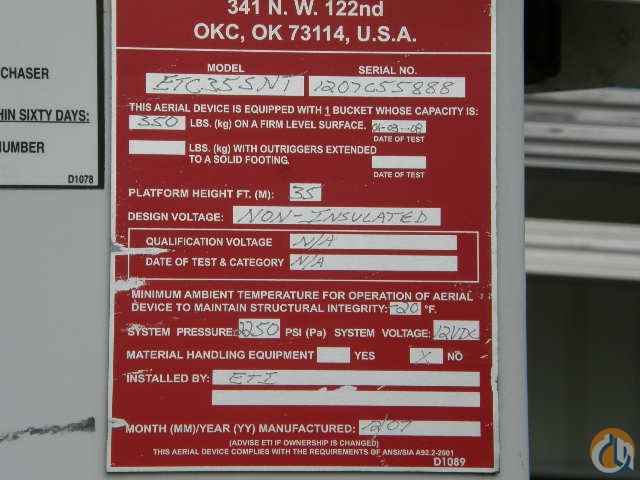 341 N. W. 122nd
OKC, OK 73114, U.S.A.
MODEL SERIAL NO.
ETC35SNT 1207C55888
THIS AERIAL DEVICE IS EQUIPPED WITH 1 BUCKET WHOSE CAPACITY IS:
350 LBS. (kg) ON A FIRM LEVEL SURFACE.
DATE OF TEST
LBS. (kg) WITH OUTRIGGERS EXTENDED
TO A SOLID FOOTING.
DATE OF TEST
PLATFORM HEIGHT FT. (M): 35
DESIGN VOLTAGE: NON-INSULATED
QUALIFICATION VOLTAGE N/A
DATE OF TEST & CATEGORY N/A
MINIMUM AMBIENT TEMPERATURE FOR OPERATION OF AERIAL
DEVICE TO MAINTAIN STRUCTURAL INTEGRITY: -20 °F.
SYSTEM PRESSURE: 2250 PSI (Pa) SYSTEM VOLTAGE: 12VDC
MATERIAL HANDLING EQUIPMENT YES X NO
INSTALLED BY: ETI
MONTH (MM)/YEAR (YY) MANUFACTURED: 1207
(ADVISE ETI IF OWNERSHIP IS CHANGED)
THIS AERIAL DEVICE COMPLIES WITH THE REQUIREMENTS OF ANSI/SIA A92.2-2001
D1089
CHASER
HIN SIXTY DAYS:
NUMBER
D1078